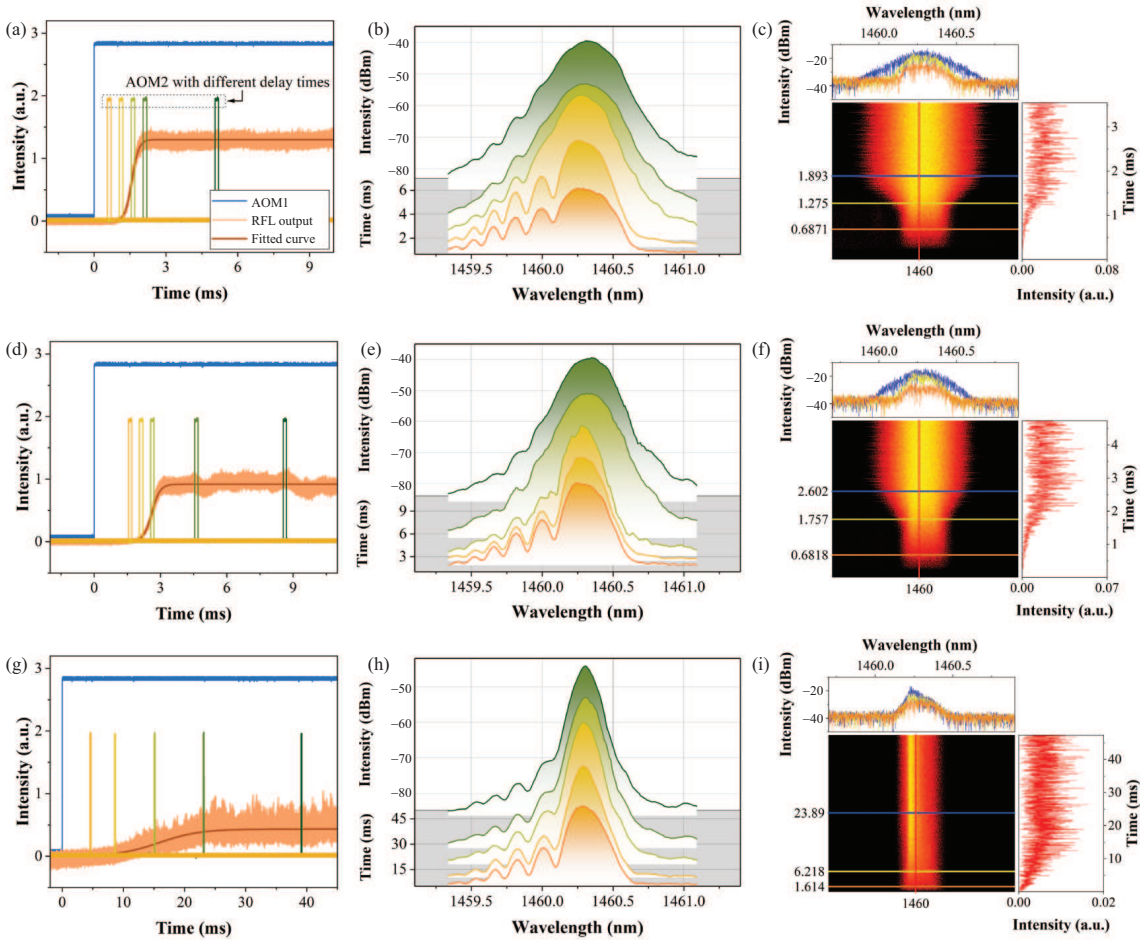 (a)
3
2
1
0
Intensity (a.u.)
AOM2 with different delay times
AOM1
RFL output
Fitted curve
0 3 6 9
Time (ms)
(b)
−40
−50
−60
−70
−80
Intensity (dBm)
6
4
2
Time (ms)
1459.5 1460.0 1460.5 1461.0
Wavelength (nm)
(c)
Wavelength (nm)
1460.0 1460.5
Intensity (dBm)
−20
−40
1.893
1.275
0.6871
1460
3
2
1
Time (ms)
0.00 0.08
Intensity (a.u.)
(d)
3
2
1
0
Intensity (a.u.)
0 3 6 9
Time (ms)
(e)
−40
−50
−60
−70
−80
Intensity (dBm)
9
6
3
Time (ms)
1459.5 1460.0 1460.5 1461.0
Wavelength (nm)
(f)
Wavelength (nm)
1460.0 1460.5
Intensity (dBm)
−20
−40
2.602
1.757
0.6818
1460
4
3
2
1
Time (ms)
0.00 0.07
Intensity (a.u.)
(g)
3
2
1
0
Intensity (a.u.)
0 10 20 30 40
Time (ms)
(h)
−50
−60
−70
−80
Intensity (dBm)
45
30
15
Time (ms)
1459.5 1460.0 1460.5 1461.0
Wavelength (nm)
(i)
Wavelength (nm)
1460.0 1460.5
Intensity (dBm)
−20
−40
23.89
6.218
1.614
1460
40
30
20
10
Time (ms)
0.00 0.02
Intensity (a.u.)